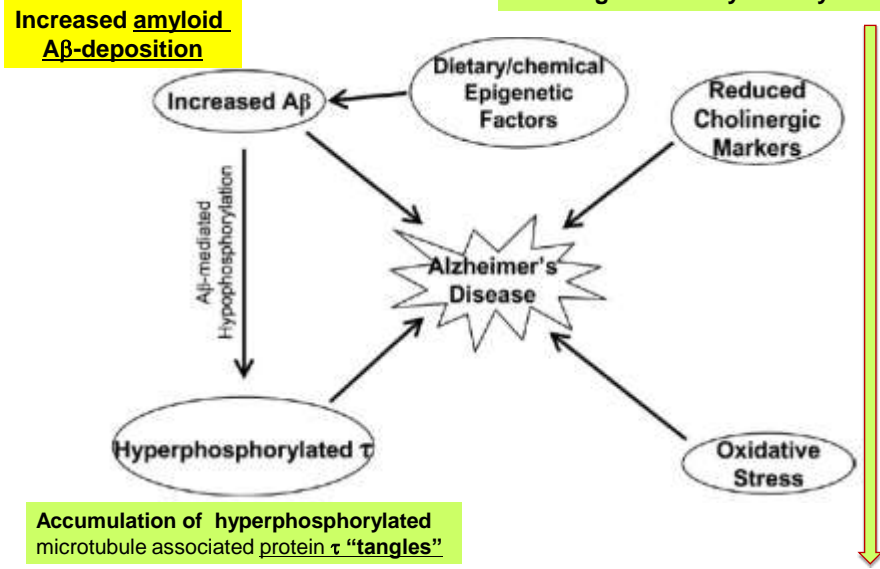 Increased amyloid
Aβ-deposition
Dietary/chemical
Epigenetic
Factors
Increased Aβ
Reduced
Cholinergic
Markers
Aβ-mediated
Hypophosphorylation
Alzheimer's
Disease
Hyperphosphorylated τ
Oxidative
Stress
Accumulation of hyperphosphorylated
microtubule associated protein τ “tangles”